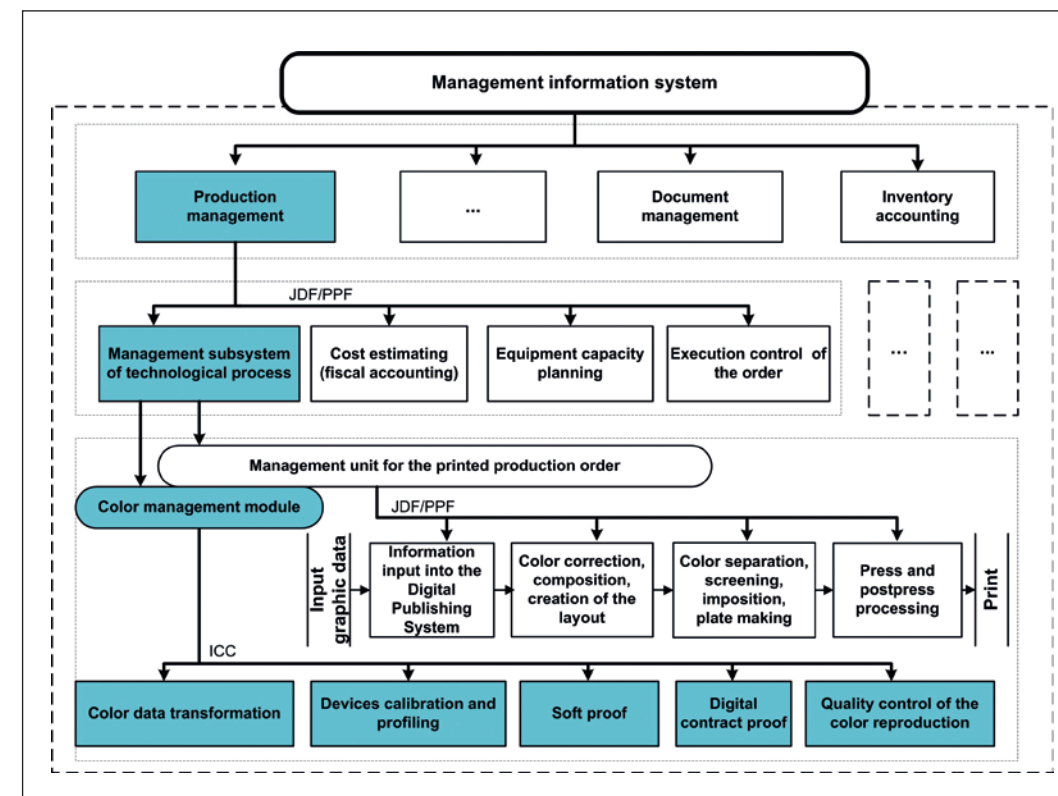 Management information system
Production
management
...
Document
management
Inventory
accounting
JDF/PPF
Management subsystem
of technological process
Cost estimating
(fiscal accounting)
Equipment capacity
planning
Execution control of
the order
...
...
Management unit for the printed production order
Color management module
JDF/PPF
Input
graphic data
Information
input into the
Digital
Publishing
System
Color correction,
composition,
creation of the
layout
Color separation,
screening,
imposition,
plate making
Press and
postpress
processing
Print
ICC
Color data transformation
Devices calibration and
profiling
Soft proof
Digital
contract proof
Quality control of the
color reproduction